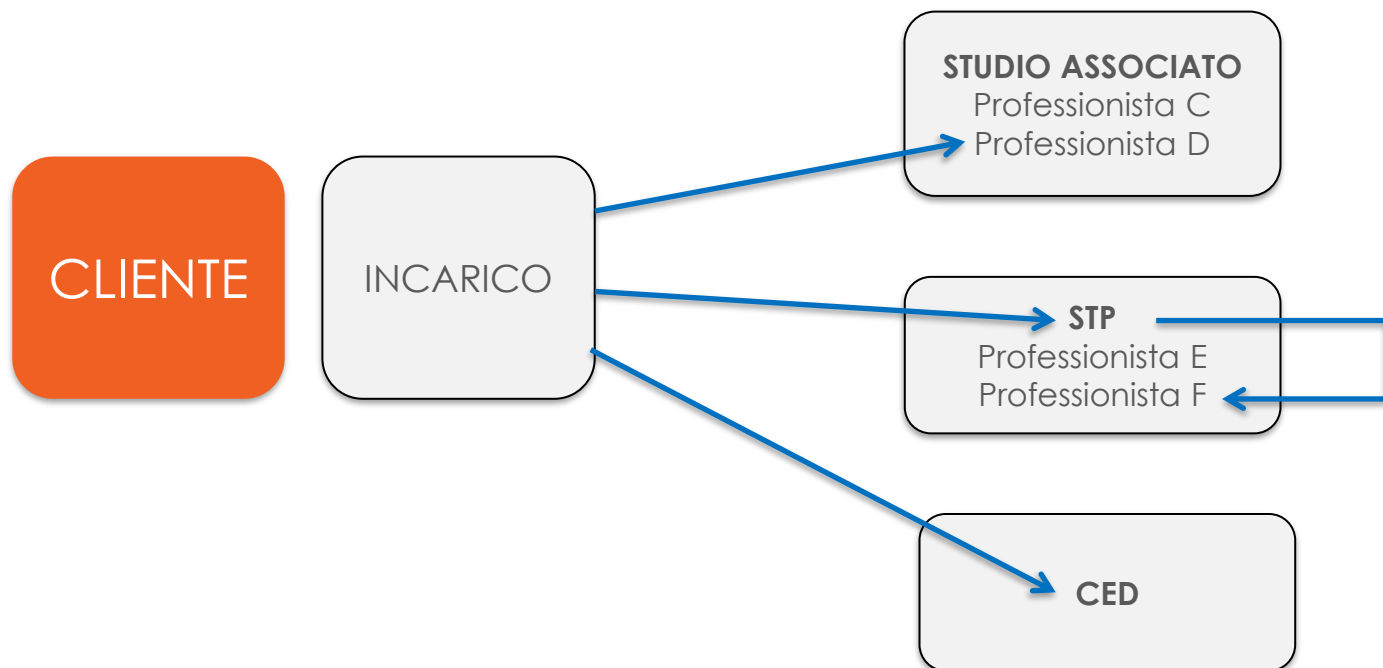 CLIENTE
INCARICO
STUDIO ASSOCIATO
Professionista C
Professionista D
STP
Professionista E
Professionista F
CED